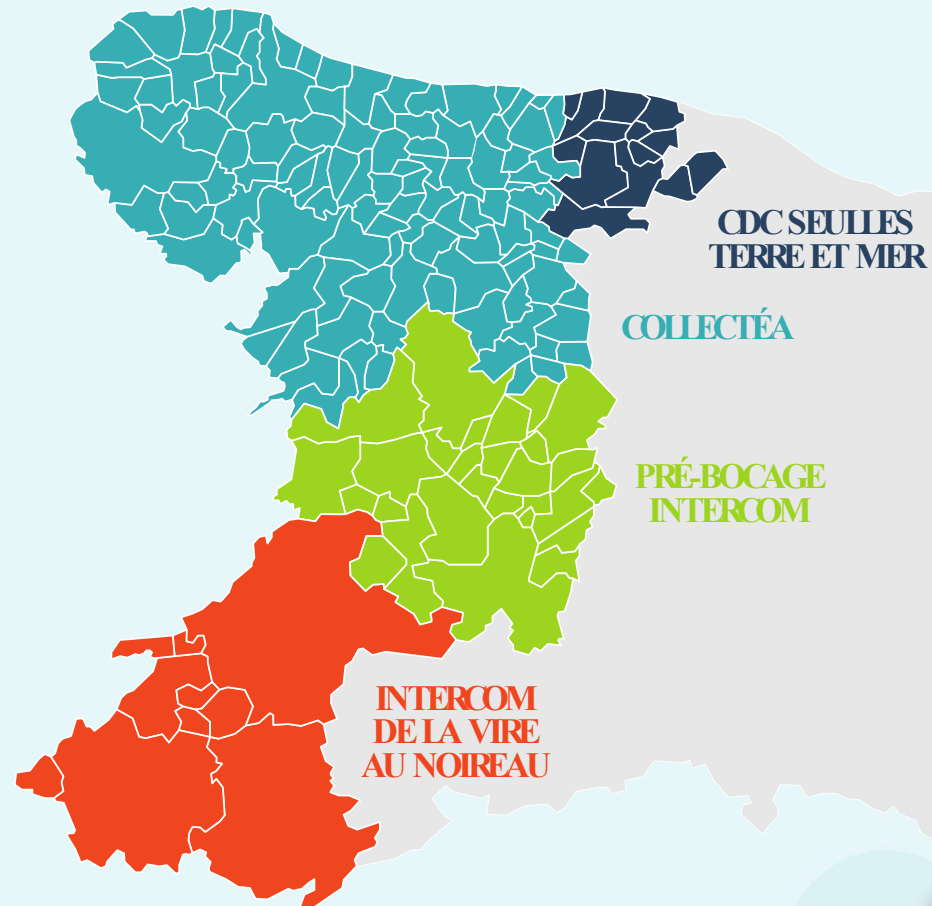 CDC SEULLES
TERRE ET MER
COLLECTÉA
PRÉ-BOCAGE
INTERCOM
INTERCOM
DE LA VIRE
AU NOIREAU